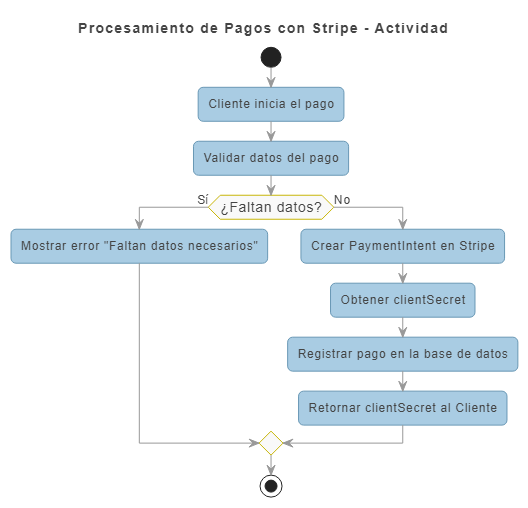 Procesamiento de Pagos con Stripe - Actividad
Cliente inicia el pago
Validar datos del pago
¿Faltan datos?
Sí
No
Mostrar error "Faltan datos necesarios"
Crear PaymentIntent en Stripe
Obtener clientSecret
Registrar pago en la base de datos
Retornar clientSecret al Cliente